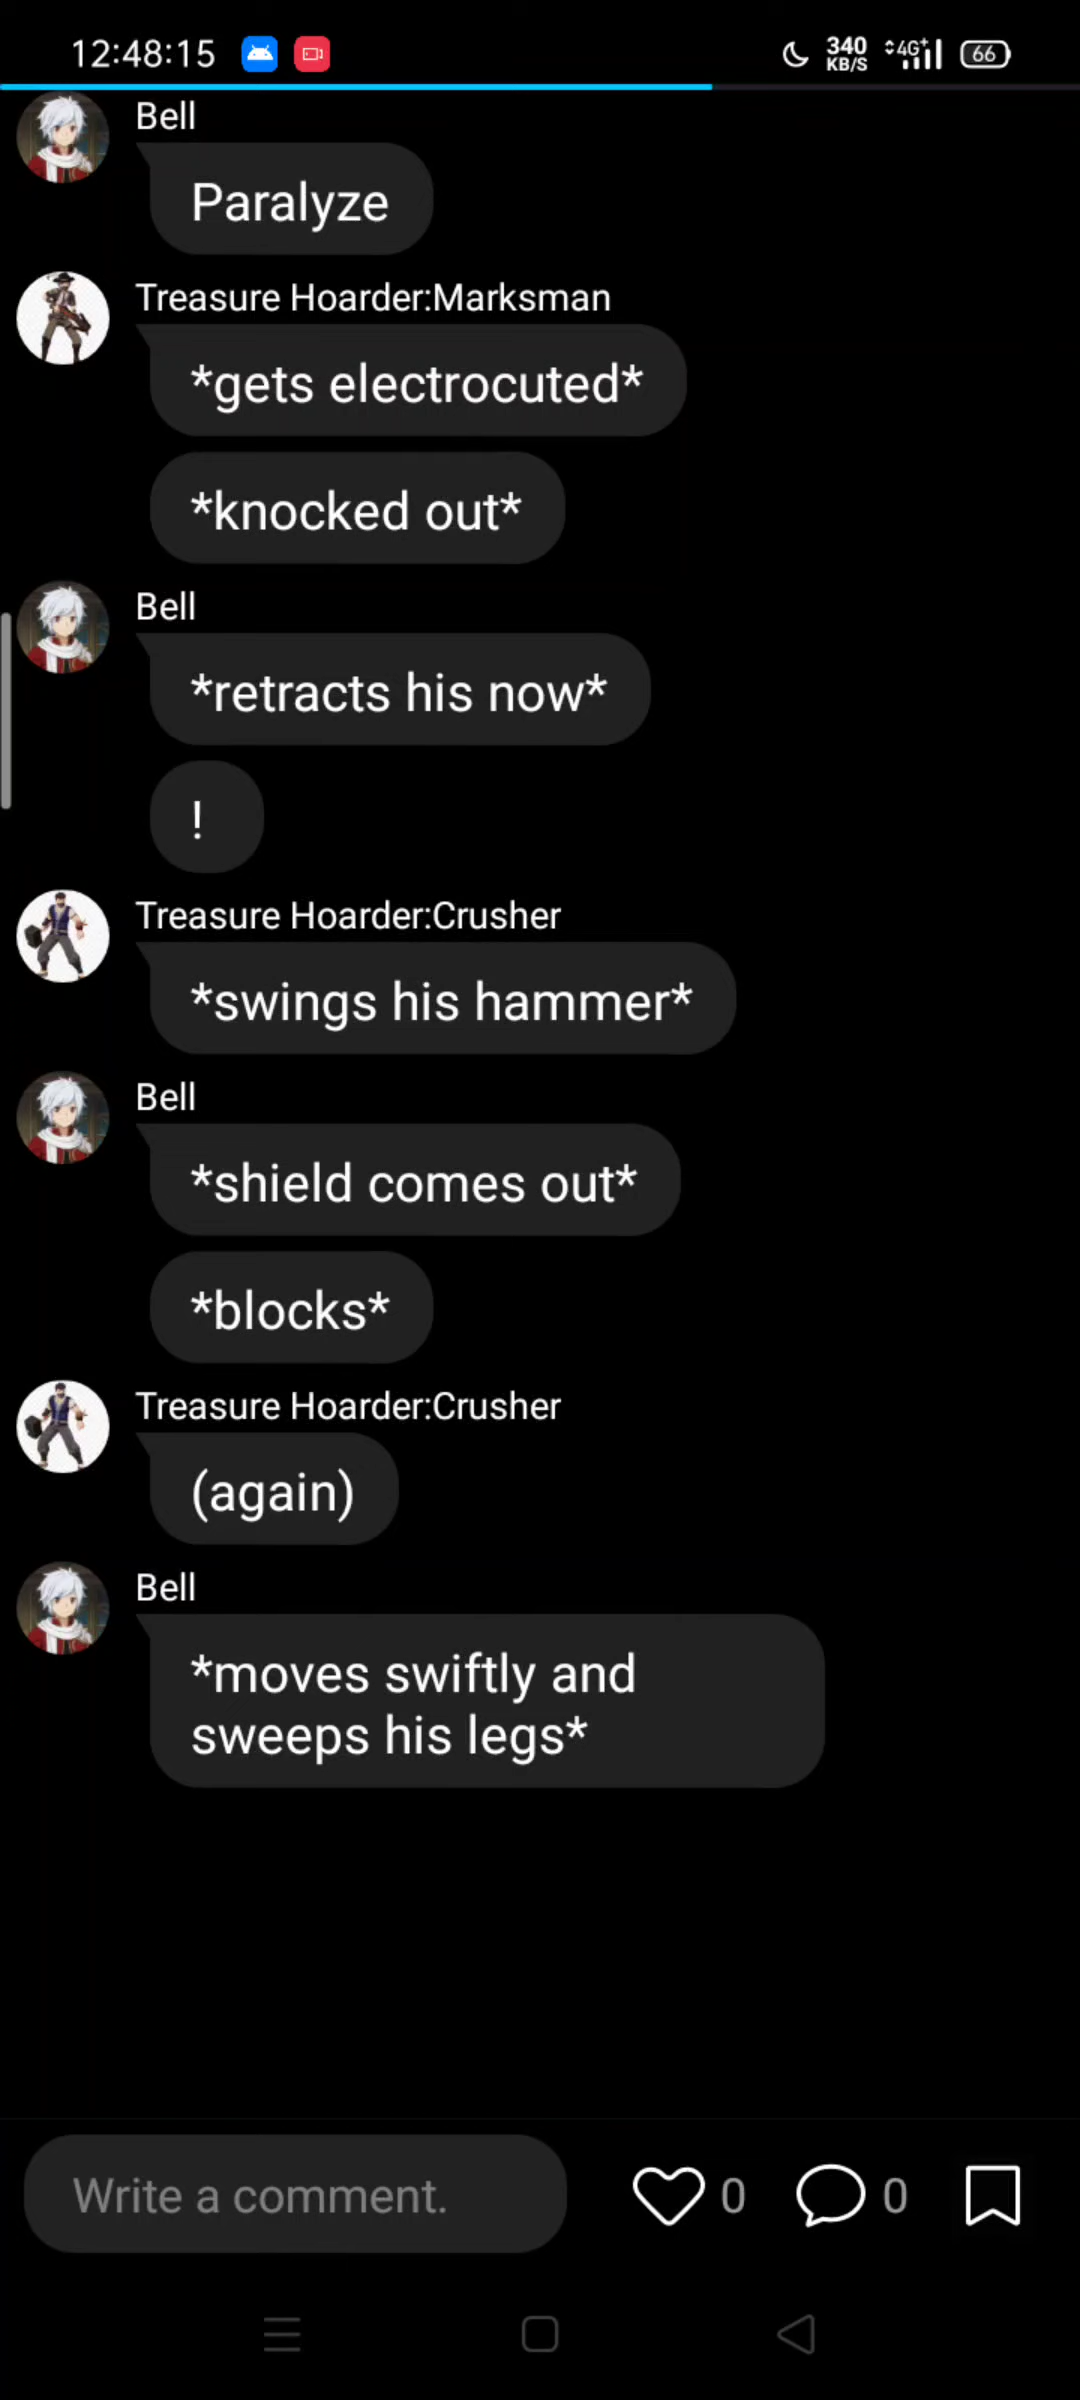 12:48:15
340
KB/S
4G+
66
Bell
Paralyze
Treasure Hoarder:Marksman
*gets electrocuted*
*knocked out*
Bell
*retracts his now*
!
Treasure Hoarder:Crusher
*swings his hammer*
Bell
*shield comes out*
*blocks*
Treasure Hoarder:Crusher
(again)
Bell
*moves swiftly and
sweeps his legs*
Write a comment.
0
0